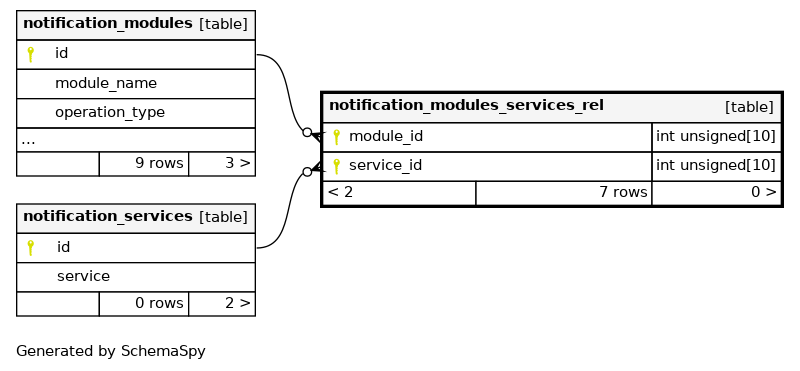 notification_modules [table]
id
module_name
operation_type
...
9 rows 3 >
notification_modules_services_rel [table]
module_id int unsigned[10]
service_id int unsigned[10]
< 2 7 rows 0 >
notification_services [table]
id
service
0 rows 2 >
Generated by SchemaSpy